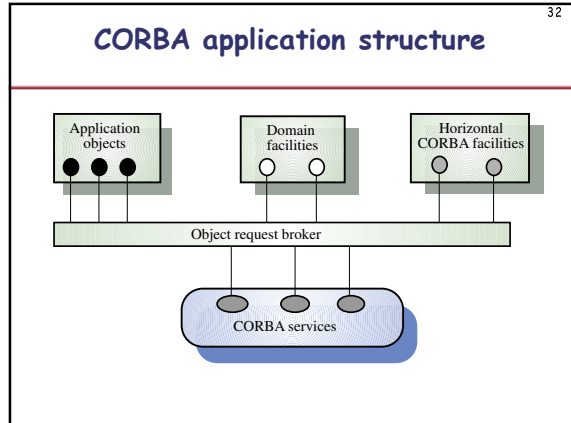 32
CORBA application structure
Application
objects
Domain
facilities
Horizontal
CORBA facilities
Object request broker
CORBA services